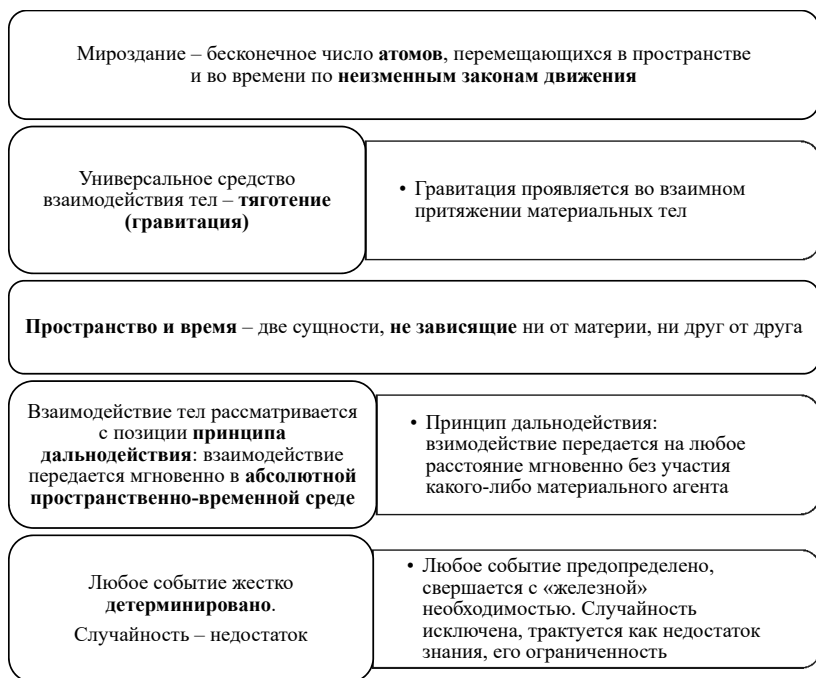 Мироздание – бесконечное число атомов, перемещающихся в пространстве
и во времени по неизменным законам движения
Универсальное средство
взаимодействия тел – тяготение
(гравитация)
• Гравитация проявляется во взаимном
притяжении материальных тел
Пространство и время – две сущности, не зависящие ни от материи, ни друг от друга
Взаимодействие тел рассматривается
с позиции принципа
дальнодействия: взаимодействие
передается мгновенно в абсолютной
пространственно-временной среде
• Принцип дальнодействия:
взимодействие передается на любое
расстояние мгновенно без участия
какого-либо материального агента
Любое событие жестко
детерминировано.
Случайность – недостаток
• Любое событие предопределено,
свершается с «железной»
необходимостью. Случайность
исключена, трактуется как недостаток
знания, его ограниченность